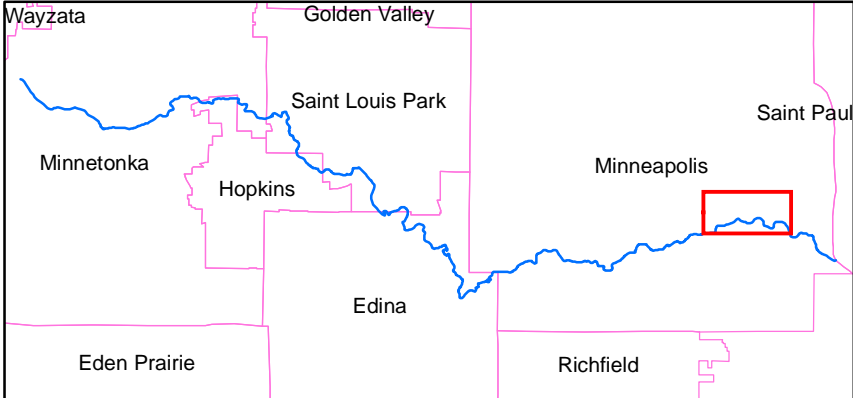 Wayzata
Golden Valley
Saint Louis Park
Saint Paul
Minnetonka
Minneapolis
Hopkins
Edina
Eden Prairie
Richfield